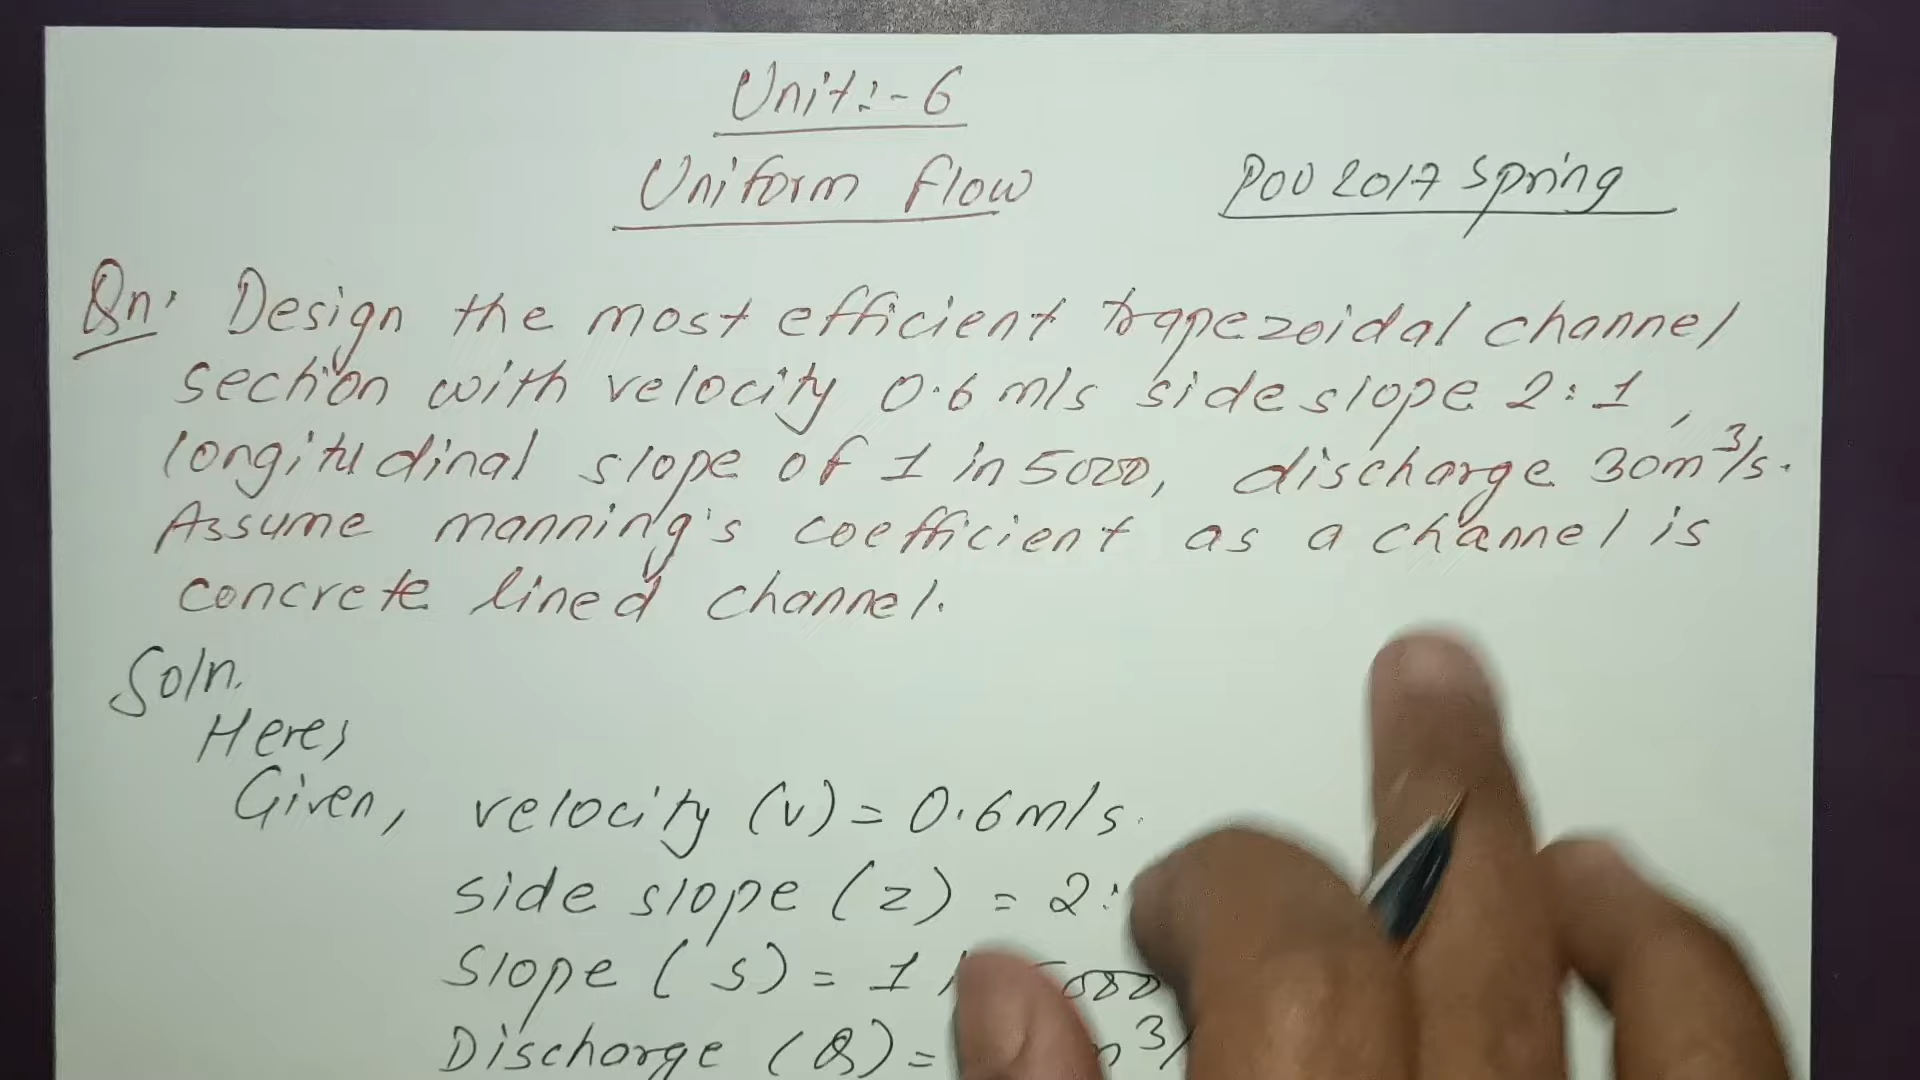 Unit:-6
Uniform flow
POU 2017 Spring
Qn. Design the most efficient trapezoidal channel
section with velocity 0.6 m/s side slope 2:1,
longitudinal slope of 1 in 5000, discharge 30m³/s.
Assume manning's coefficient as a channel is
concrete lined channel.
Soln.
Here,
Given, velocity (v) = 0.6m/s.
side slope (z) = 2:
Slope (s) = 1
Discharge (Q) =